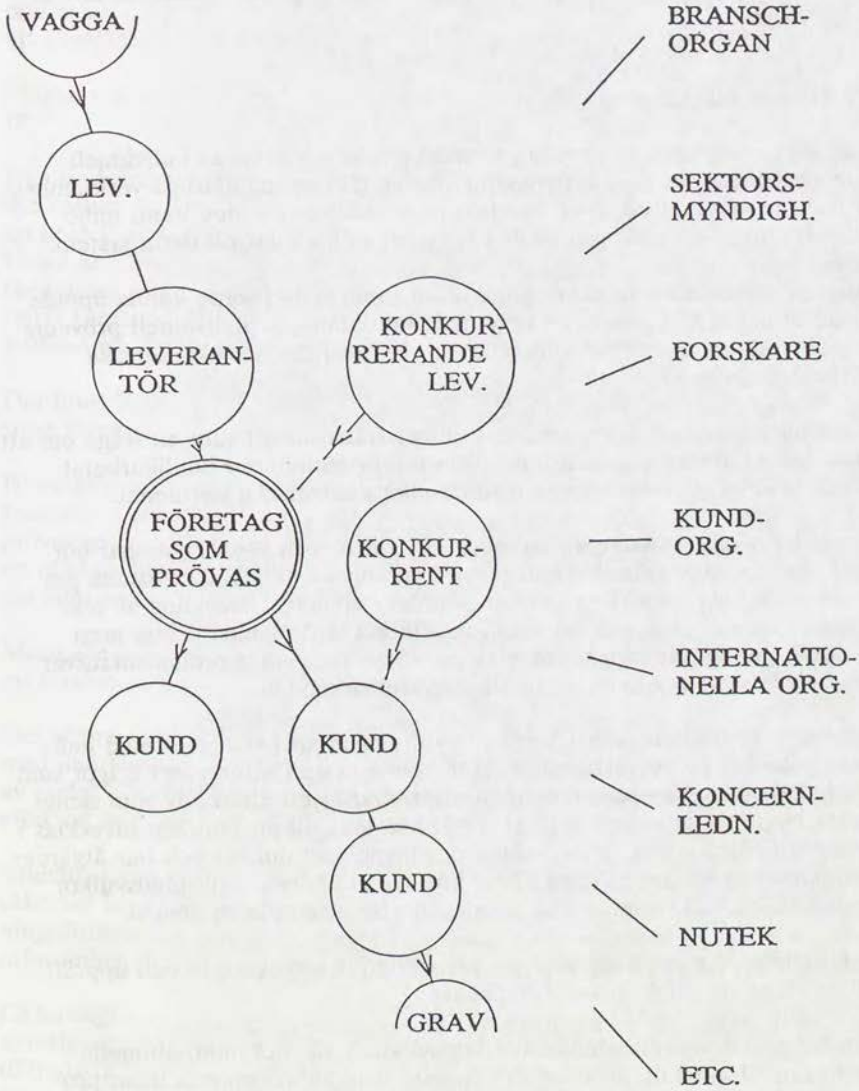 VAGGA
LEV.
LEVERAN-
TÖR
KONKUR-
RERANDE
LEV.
FÖRETAG
SOM
PRÖVAS
KONKUR-
RENT
KUND
KUND
KUND
GRAV
BRANSCH-
ORGAN
SEKTORS-
MYNDIGH.
FORSKARE
KUND-
ORG.
INTERNATIO-
NELLA ORG.
KONCERN-
LEDN.
NUTEK
ETC.